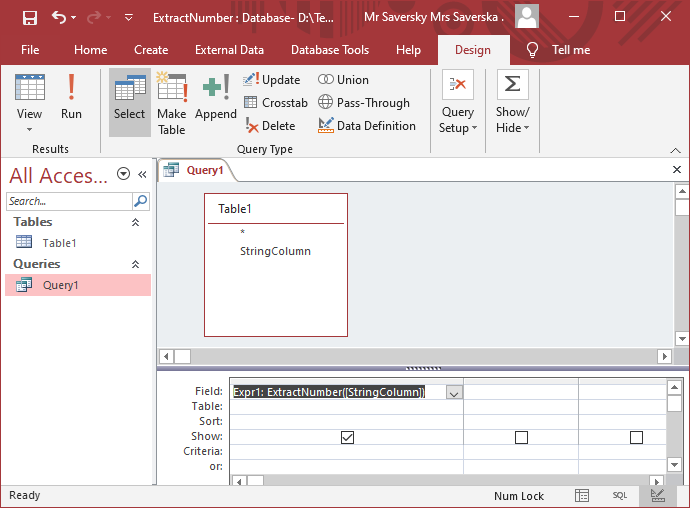 ExtractNumber : Database- D:\Te... Mr Saversky Mrs Saverska .
File Home Create External Data Database Tools Help Design Tell me
View Run Select Make Table Append
Update Union
Crosstab Pass-Through
Delete Data Definition
Query Setup Show/ Hide
Results Query Type
All Acces... «
Search...
Tables
Table1
Queries
Query1
Query1
Table1
*
StringColumn
Field: Expr1: ExtractNumber([StringColumn])
Table:
Sort:
Show:
Criteria:
or:
Ready Num Lock SQL